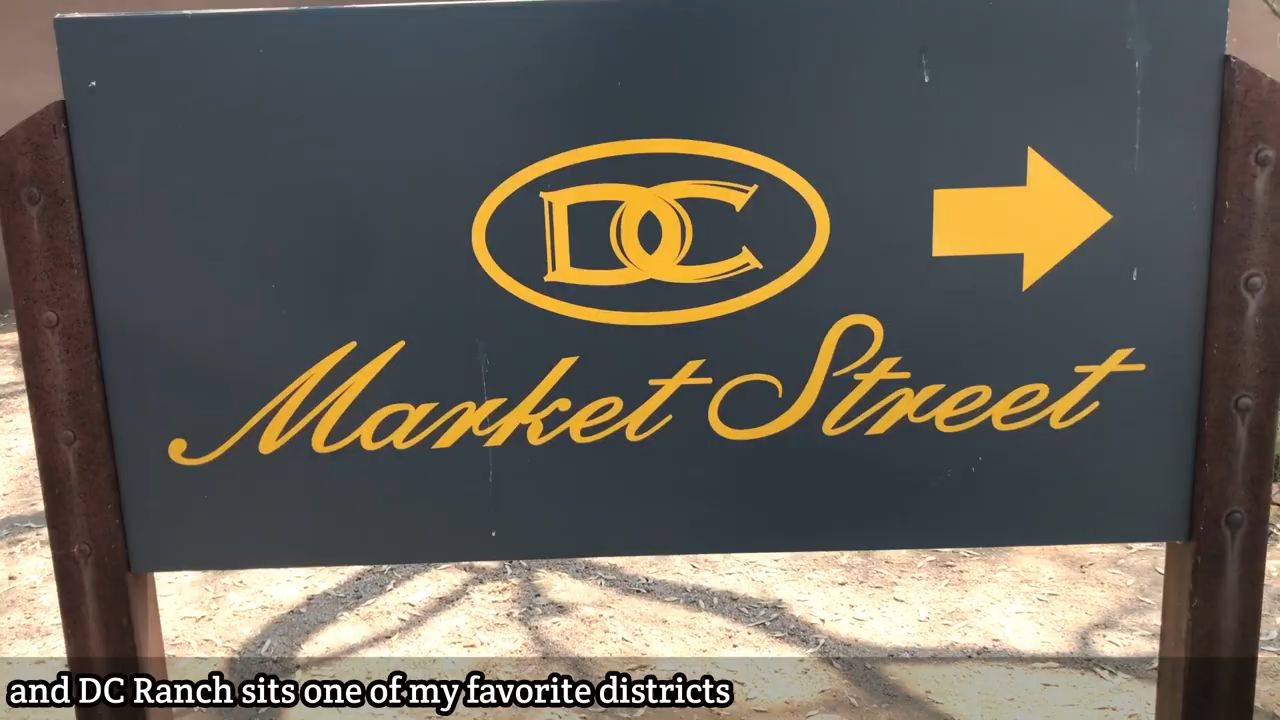 DC
Market Street
and DC Ranch sits one of my favorite districts